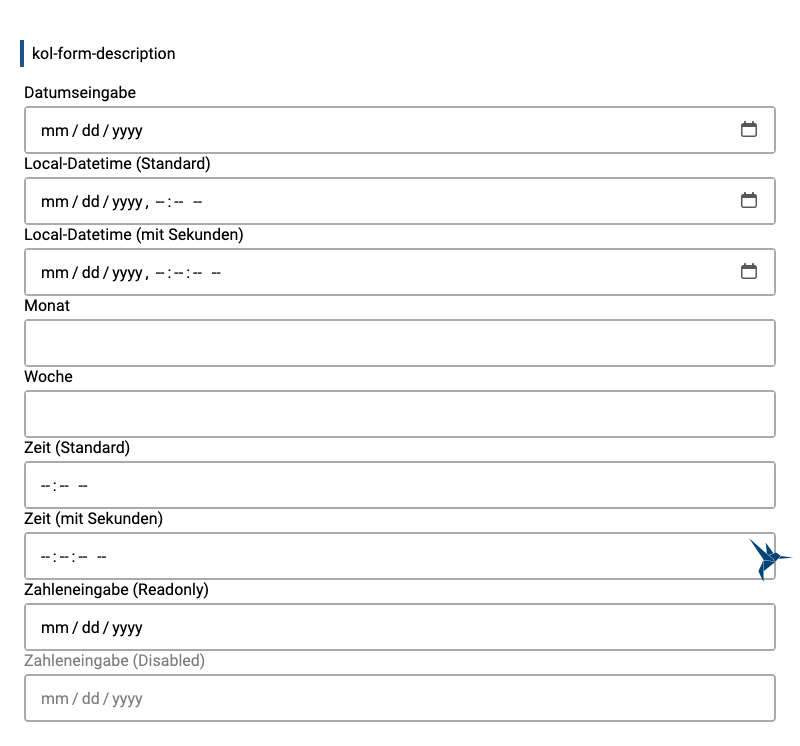 kol-form-description
Datumseingabe
mm / dd / yyyy
Local-Datetime (Standard)
mm / dd / yyyy, --:-- --
Local-Datetime (mit Sekunden)
mm / dd / yyyy, --:--:-- --
Monat
Woche
Zeit (Standard)
--:-- --
Zeit (mit Sekunden)
--:--:-- --
Zahleneingabe (Readonly)
mm / dd / yyyy
Zahleneingabe (Disabled)
mm / dd / yyyy